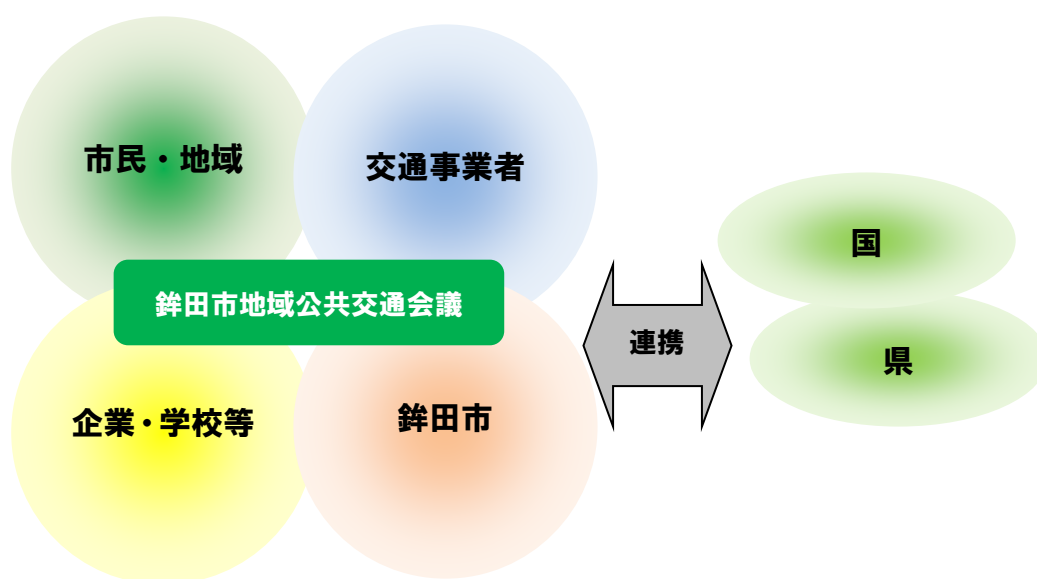 市民・地域
交通事業者
鉾田市地域公共交通会議
企業・学校等
鉾田市
連携
国
県